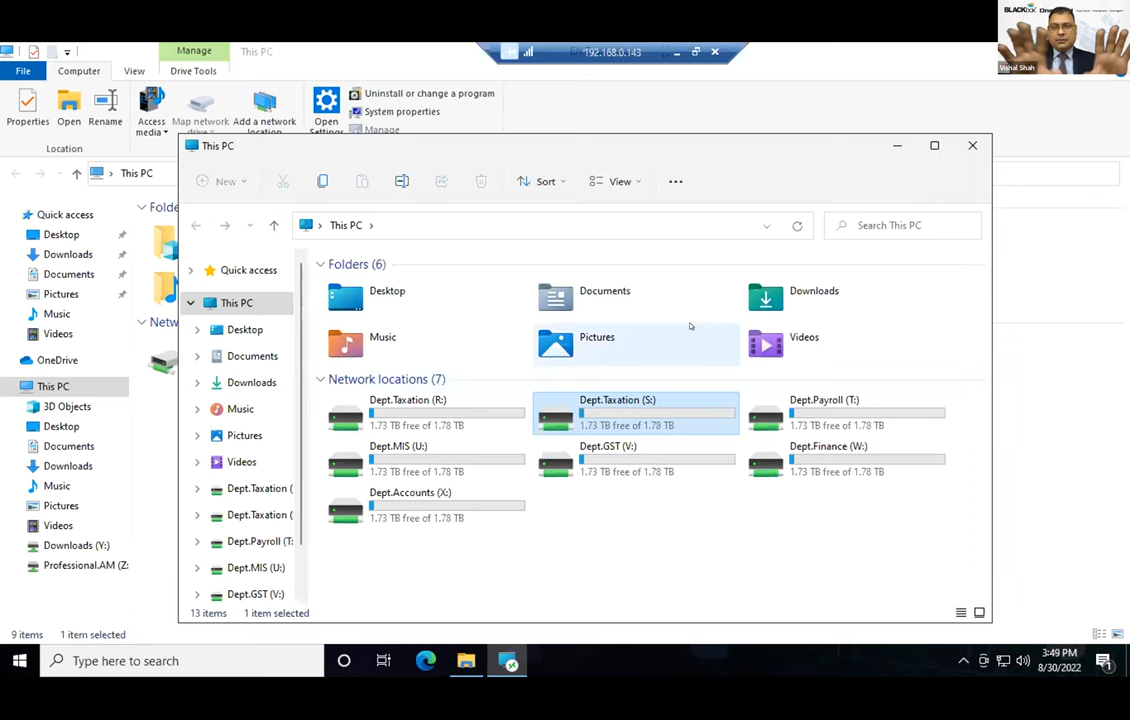 BLACKbox
Vishal Shah
Manage
This PC
192.168.0.143
File
Computer
View
Drive Tools
Properties
Open
Rename
Access media
Map network drive
Add a network location
Open Settings
Uninstall or change a program
System properties
Manage
Location
This PC
Quick access
Desktop
Downloads
Documents
Pictures
Music
Videos
OneDrive
This PC
3D Objects
Desktop
Documents
Downloads
Music
Pictures
Videos
Downloads (Y:)
Professional.AM (Z:
Folde
Netw
9 items
1 item selected
This PC
New
Sort
View
This PC
Search This PC
Quick access
This PC
Desktop
Documents
Downloads
Music
Pictures
Videos
Dept.Taxation (
Dept.Taxation (
Dept.Payroll (T:
Dept.MIS (U:)
Dept.GST (V:)
Folders (6)
Desktop
Documents
Downloads
Music
Pictures
Videos
Network locations (7)
Dept.Taxation (R:)
1.73 TB free of 1.78 TB
Dept.Taxation (S:)
1.73 TB free of 1.78 TB
Dept.Payroll (T:)
1.73 TB free of 1.78 TB
Dept.MIS (U:)
1.73 TB free of 1.78 TB
Dept.GST (V:)
1.73 TB free of 1.78 TB
Dept.Finance (W:)
1.73 TB free of 1.78 TB
Dept.Accounts (X:)
1.73 TB free of 1.78 TB
13 items
1 item selected
Type here to search
3:49 PM
8/30/2022
1